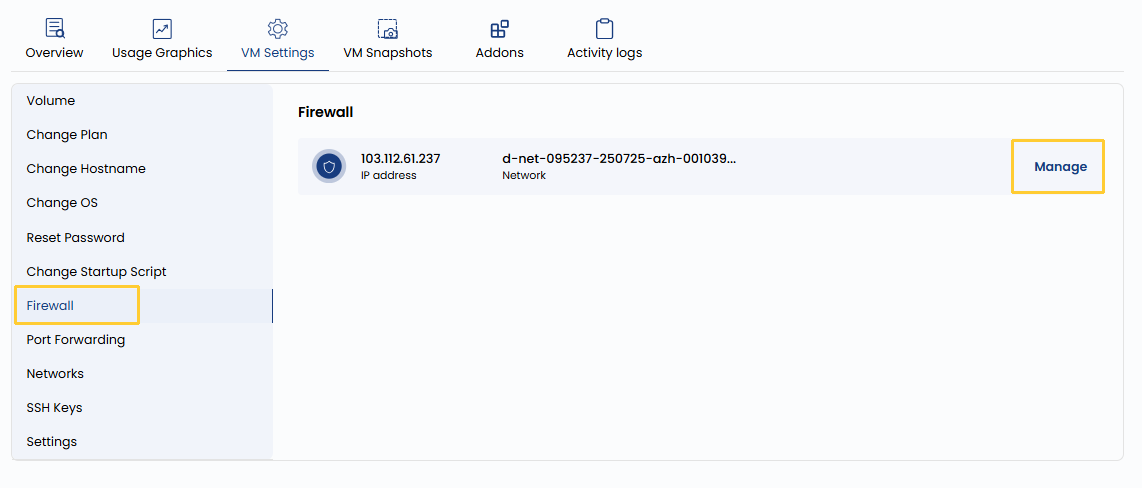 Overview
Usage Graphics
VM Settings
VM Snapshots
Addons
Activity logs
Volume
Change Plan
Change Hostname
Change OS
Reset Password
Change Startup Script
Firewall
Port Forwarding
Networks
SSH Keys
Settings
Firewall
103.112.61.237
IP address
d-net-095237-250725-azh-001039...
Network
Manage